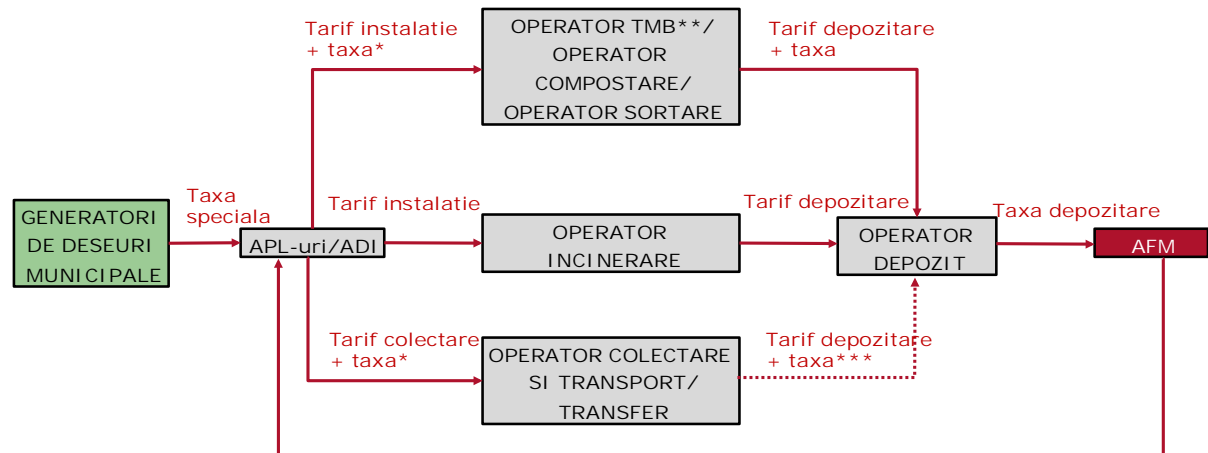 Tarif instalatie
+ taxa*
OPERATOR TMB**/
OPERATOR
COMPOSTARE/
OPERATOR SORTARE
Tarif depozitare
+ taxa
GENERATORI
DE DESEURI
MUNICIPALE
Taxa
speciala
APL-uri/ADI
Tarif instalatie
OPERATOR
INCINERARE
Tarif depozitare
OPERATOR
DEPOZIT
Taxa depozitare
AFM
Tarif colectare
+ taxa*
OPERATOR COLECTARE
SI TRANSPORT/
TRANSFER
Tarif depozitare
+ taxa***